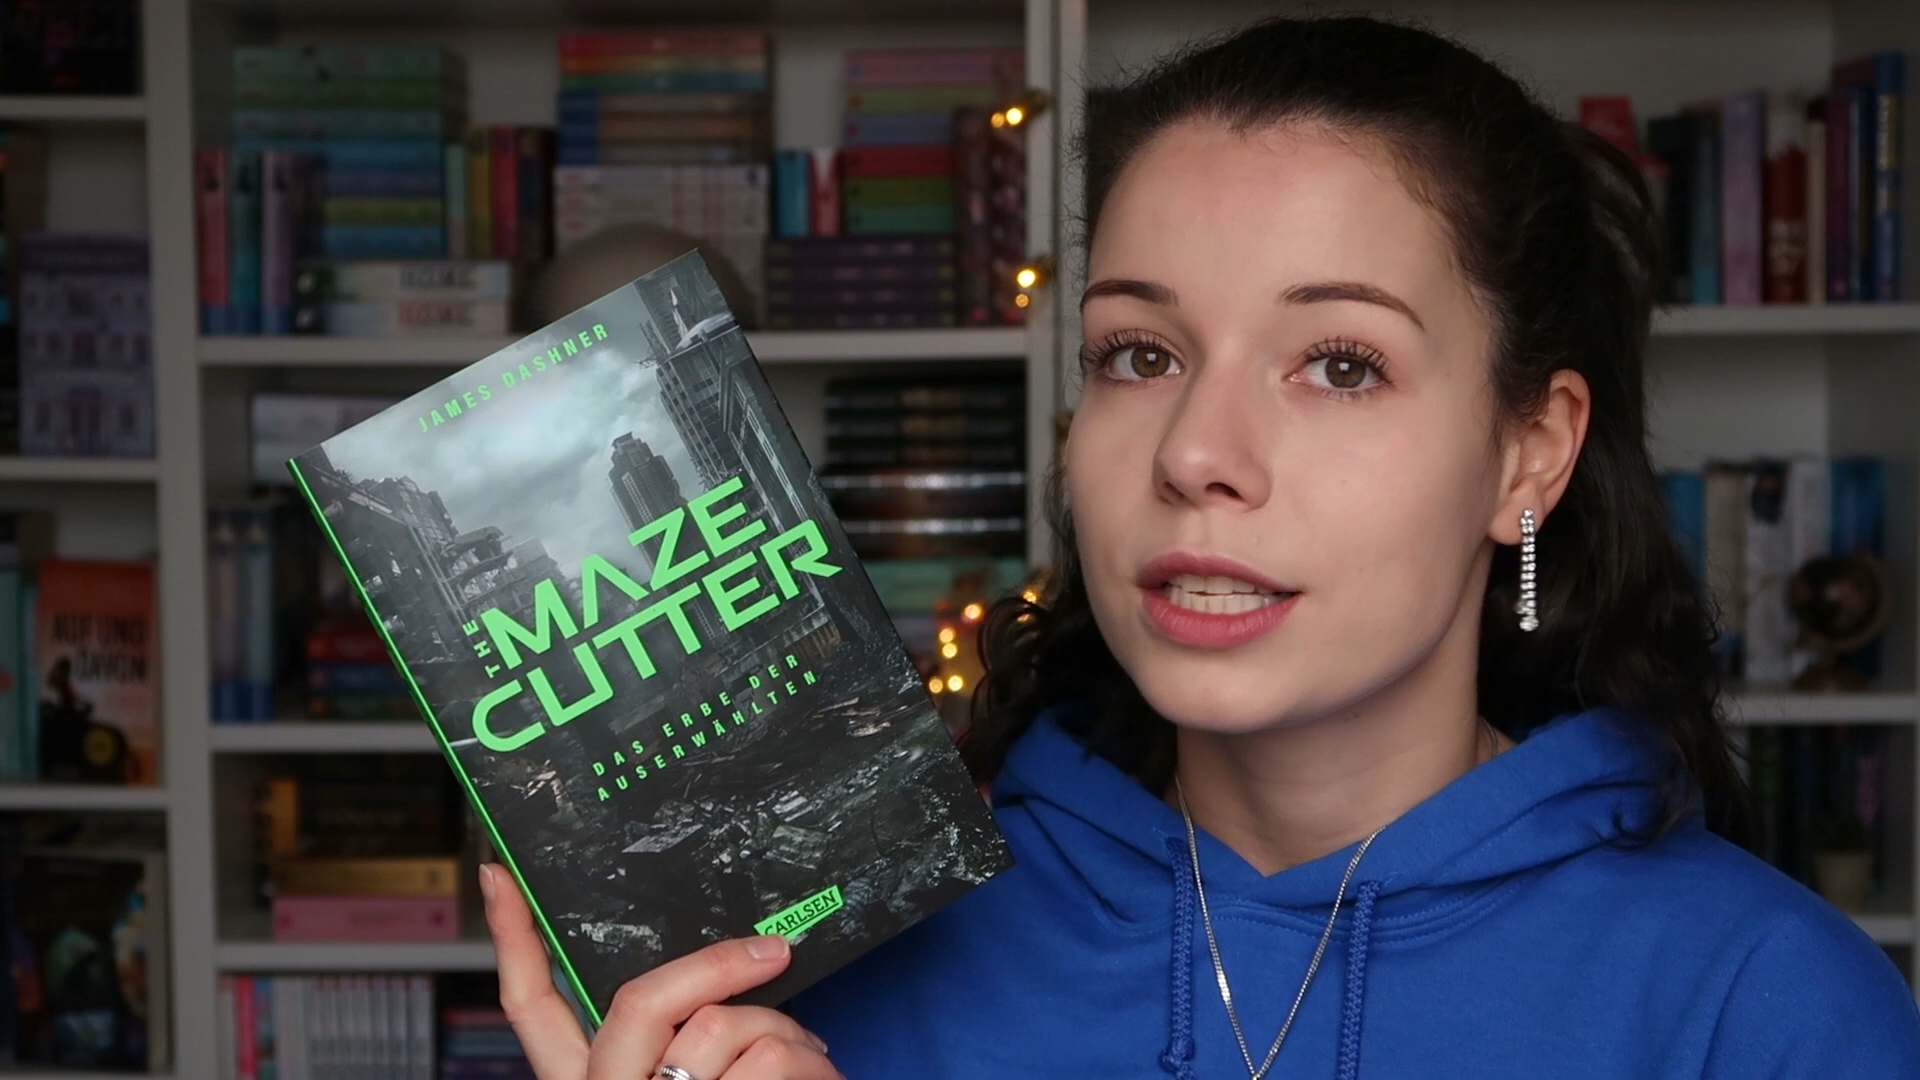 JAMES DASHNER
THE
MAZE
CUTTER
DAS ERBE DER
AUSERWÄHLTEN
CARLSEN
AUF UND
DAVON